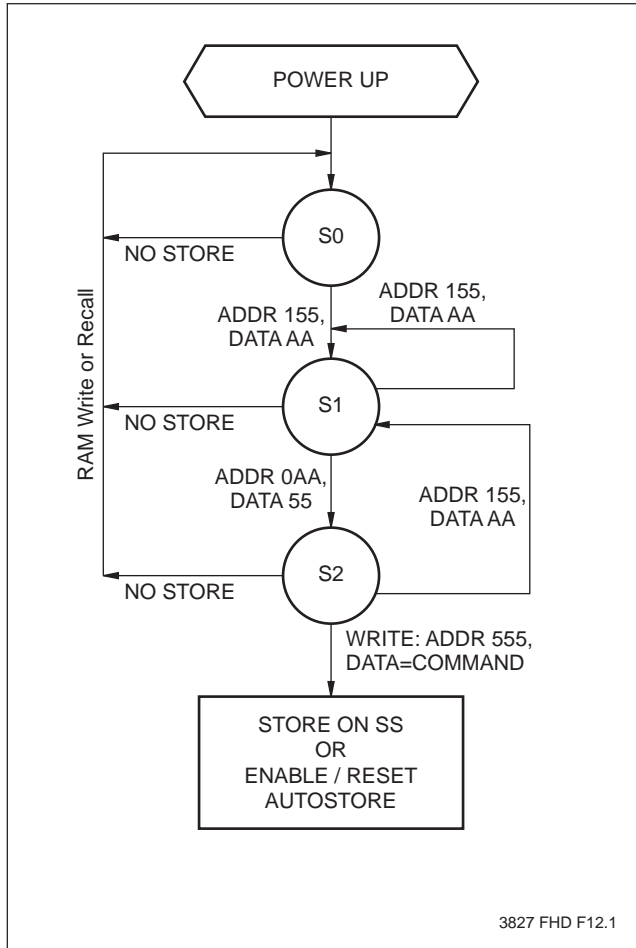 POWER UP
S0
NO STORE
ADDR 155,
DATA AA
ADDR 155,
DATA AA
RAM Write or Recall
S1
NO STORE
ADDR 0AA,
DATA 55
ADDR 155,
DATA AA
S2
NO STORE
WRITE: ADDR 555,
DATA=COMMAND
STORE ON SS
OR
ENABLE / RESET
AUTOSTORE
3827 FHD F12.1